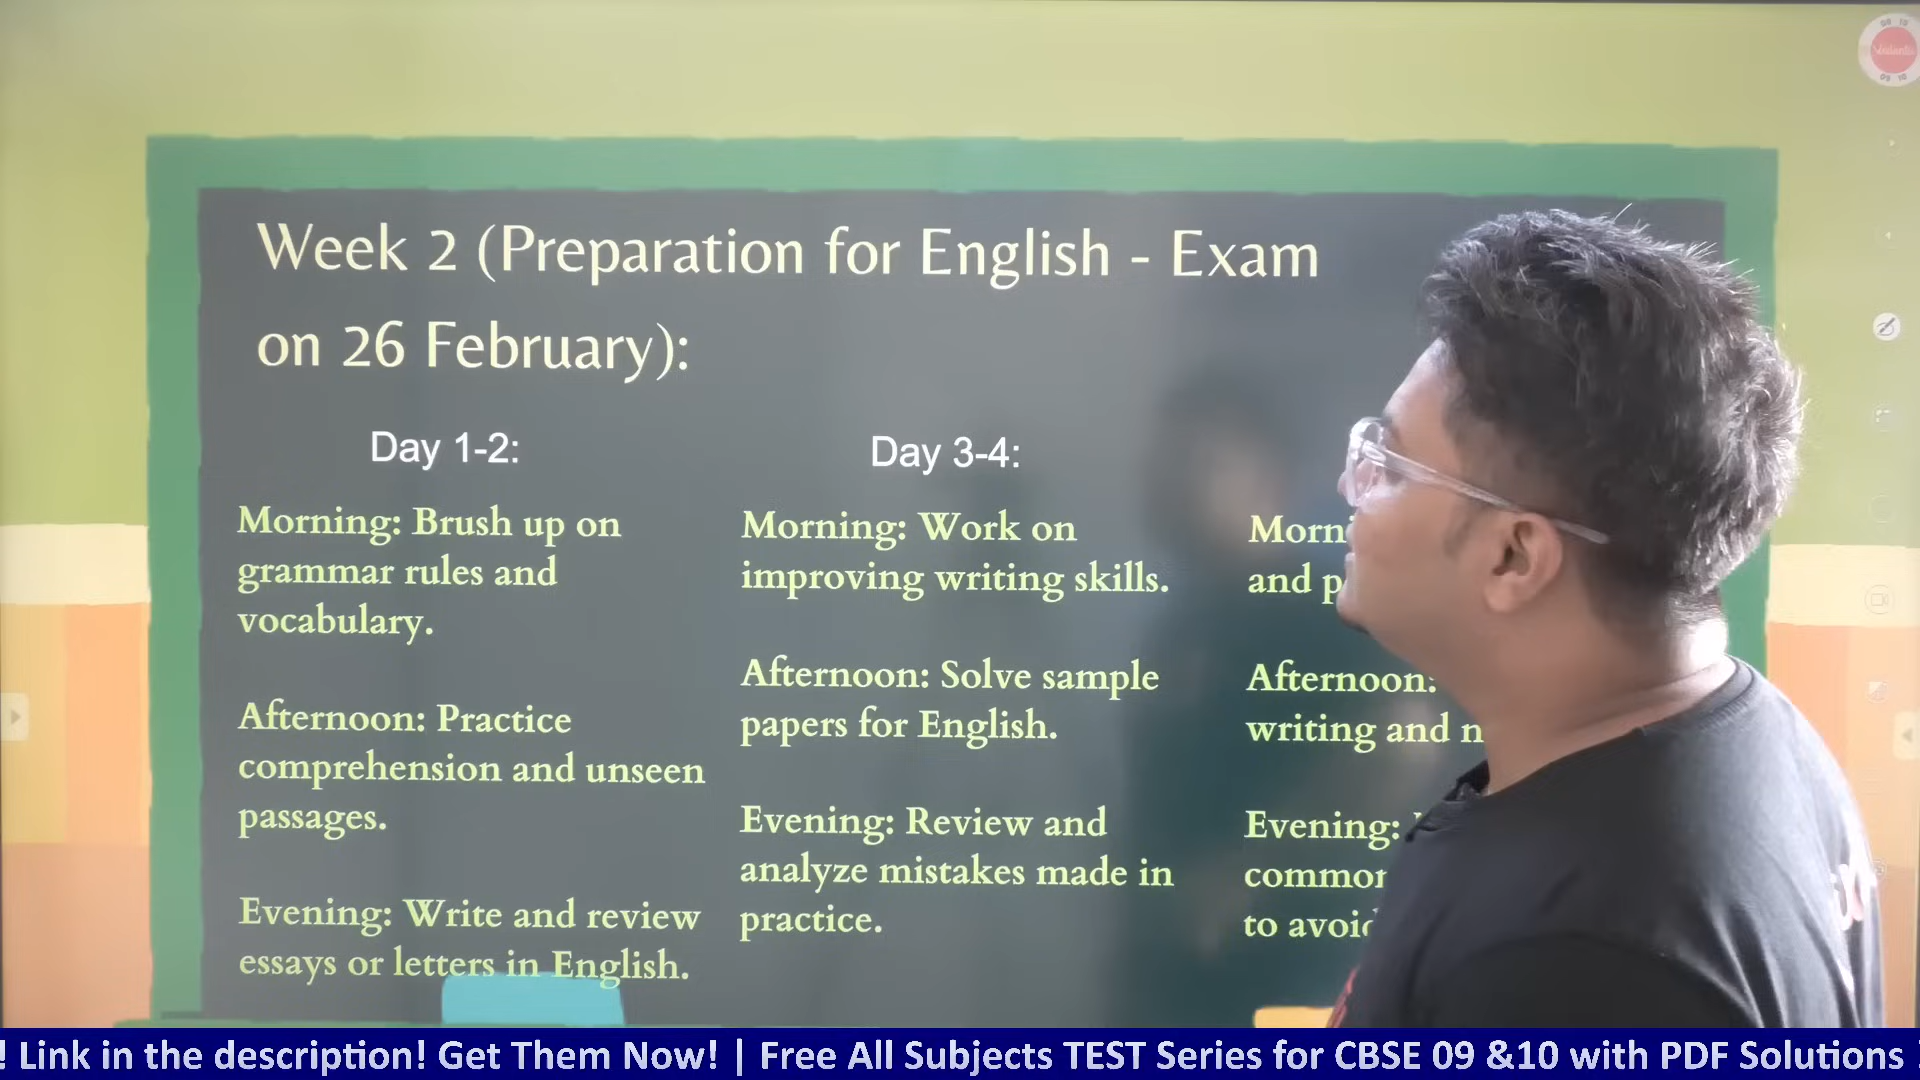 Week 2 (Preparation for English - Exam
on 26 February):
Day 1-2:
Morning: Brush up on
grammar rules and
vocabulary.
Afternoon: Practice
comprehension and unseen
passages.
Evening: Write and review
essays or letters in English.
Day 3-4:
Morning: Work on
improving writing skills.
Afternoon: Solve sample
papers for English.
Evening: Review and
analyze mistakes made in
practice.
and
Afternoon:
writing and
Evening:
to
! Link in the description! Get Them Now! | Free All Subjects TEST Series for CBSE 09 &10 with PDF Solutions